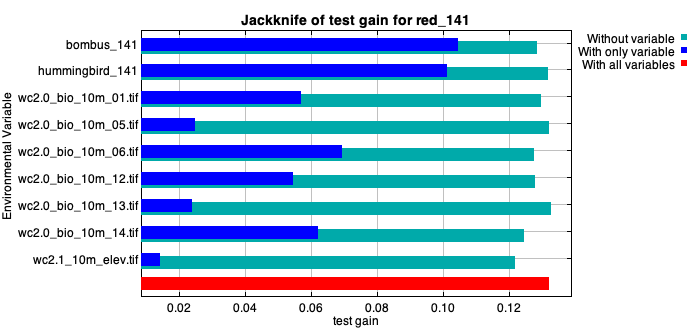 Jackknife of test gain for red_141
Without variable
With only variable
With all variables
Environmental Variable
bombus_141
hummingbird_141
wc2.0_bio_10m_01.tif
wc2.0_bio_10m_05.tif
wc2.0_bio_10m_06.tif
wc2.0_bio_10m_12.tif
wc2.0_bio_10m_13.tif
wc2.0_bio_10m_14.tif
wc2.1_10m_elev.tif
0.02 0.04 0.06 0.08 0.10 0.12
test gain